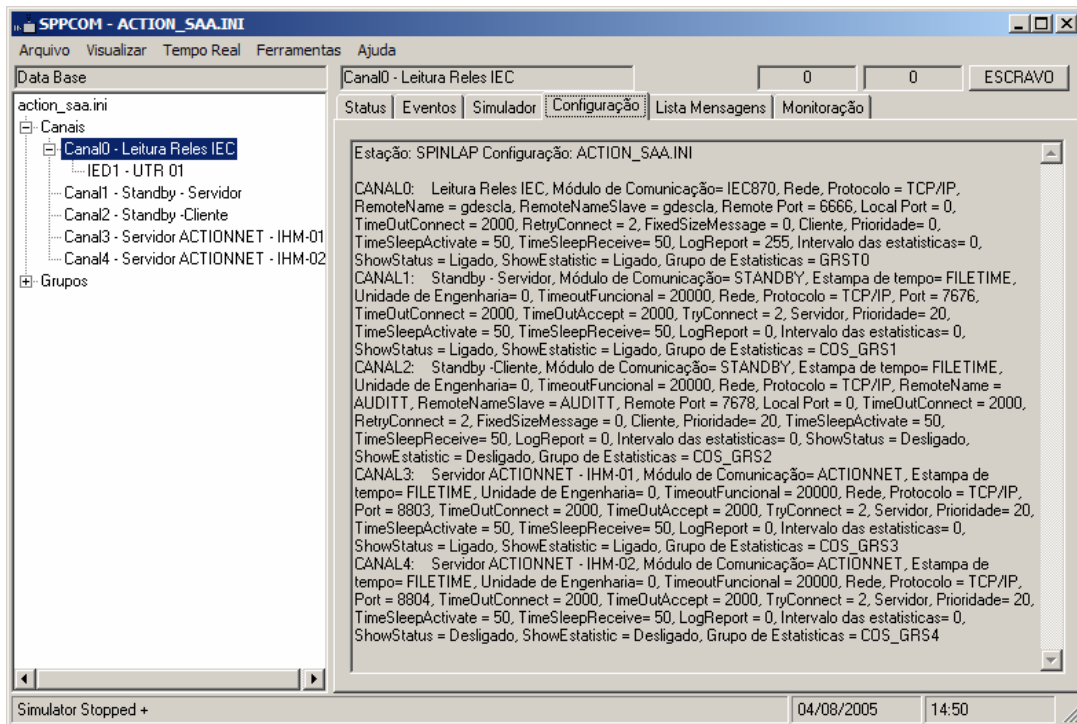 SPPCOM - ACTION_SAA.INI
Arquivo Visualizar Tempo Real Ferramentas Ajuda
Data Base
Canal0 - Leitura Reles IEC
0
0
ESCRAVO
action_saa.ini
Canais
Canal0 - Leitura Reles IEC
IED1 - UTR 01
Canal1 - Standby - Servidor
Canal2 - Standby -Cliente
Canal3 - Servidor ACTIONNET - IHM-01
Canal4 - Servidor ACTIONNET - IHM-02
Grupos
Status Eventos Simulador Configuração Lista Mensagens Monitoração
Estação: SPINLAP Configuração: ACTION_SAA.INI
CANAL0: Leitura Reles IEC, Módulo de Comunicação= IEC870, Rede, Protocolo = TCP/IP,
RemoteName = gdescla, RemoteNameSlave = gdescla, Remote Port = 6666, Local Port = 0,
TimeOutConnect = 2000, RetryConnect = 2, FixedSizeMessage = 0, Cliente, Prioridade= 0,
TimeSleepActivate = 50, TimeSleepReceive= 50, LogReport = 255, Intervalo das estatisticas= 0,
ShowStatus = Ligado, ShowEstatistic = Ligado, Grupo de Estatisticas = GRST0
CANAL1: Standby - Servidor, Módulo de Comunicação= STANDBY, Estampa de tempo= FILETIME,
Unidade de Engenharia= 0, TimeoutFuncional = 20000, Rede, Protocolo = TCP/IP, Port = 7676,
TimeOutConnect = 2000, TimeOutAccept = 2000, TryConnect = 2, Servidor, Prioridade= 20,
TimeSleepActivate = 50, TimeSleepReceive= 50, LogReport = 0, Intervalo das estatisticas= 0,
ShowStatus = Ligado, ShowEstatistic = Ligado, Grupo de Estatisticas = COS_GRS1
CANAL2: Standby -Cliente, Módulo de Comunicação= STANDBY, Estampa de tempo= FILETIME,
Unidade de Engenharia= 0, TimeoutFuncional = 20000, Rede, Protocolo = TCP/IP, RemoteName =
AUDITT, RemoteNameSlave = AUDITT, Remote Port = 7678, Local Port = 0, TimeOutConnect = 2000,
RetryConnect = 2, FixedSizeMessage = 0, Cliente, Prioridade= 20, TimeSleepActivate = 50,
TimeSleepReceive= 50, LogReport = 0, Intervalo das estatisticas= 0, ShowStatus = Desligado,
ShowEstatistic = Desligado, Grupo de Estatisticas = COS_GRS2
CANAL3: Servidor ACTIONNET - IHM-01, Módulo de Comunicação= ACTIONNET, Estampa de
tempo= FILETIME, Unidade de Engenharia= 0, TimeoutFuncional = 20000, Rede, Protocolo = TCP/IP,
Port = 8803, TimeOutConnect = 2000, TimeOutAccept = 2000, TryConnect = 2, Servidor, Prioridade= 20,
TimeSleepActivate = 50, TimeSleepReceive= 50, LogReport = 0, Intervalo das estatisticas= 0,
ShowStatus = Ligado, ShowEstatistic = Ligado, Grupo de Estatisticas = COS_GRS3
CANAL4: Servidor ACTIONNET - IHM-02, Módulo de Comunicação= ACTIONNET, Estampa de
tempo= FILETIME, Unidade de Engenharia= 0, TimeoutFuncional = 20000, Rede, Protocolo = TCP/IP,
Port = 8804, TimeOutConnect = 2000, TimeOutAccept = 2000, TryConnect = 2, Servidor, Prioridade= 20,
TimeSleepActivate = 50, TimeSleepReceive= 50, LogReport = 0, Intervalo das estatisticas= 0,
ShowStatus = Desligado, ShowEstatistic = Desligado, Grupo de Estatisticas = COS_GRS4
Simulator Stopped +
04/08/2005
14:50